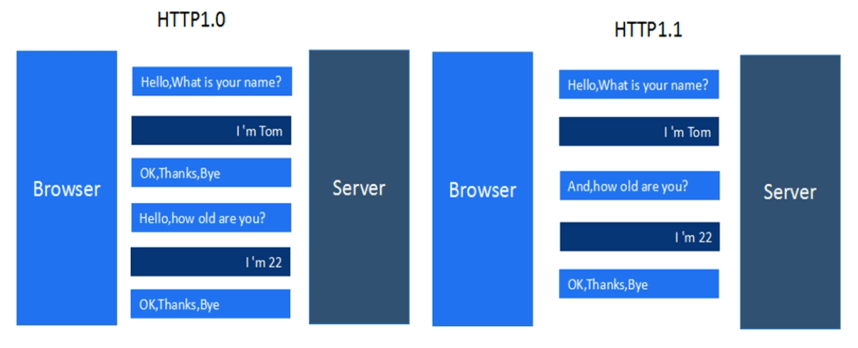 HTTP1.0
Browser
Hello,What is your name?
I 'm Tom
OK,Thanks,Bye
Hello,how old are you?
I 'm 22
OK,Thanks,Bye
Server
HTTP1.1
Browser
Hello,What is your name?
I 'm Tom
And,how old are you?
I 'm 22
OK,Thanks,Bye
Server